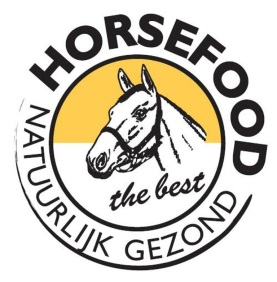 HORSEFOOD
the best
NATUURLIJK GEZOND